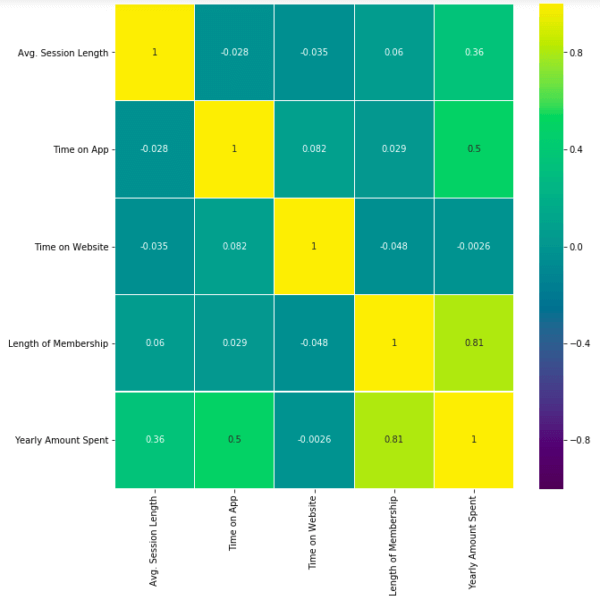 Avg. Session Length 1 -0.028 -0.035 0.06 0.36
Time on App -0.028 1 0.082 0.029 0.5
Time on Website -0.035 0.082 1 -0.048 -0.0026
Length of Membership 0.06 0.029 -0.048 1 0.81
Yearly Amount Spent 0.36 0.5 -0.0026 0.81 1
Avg. Session Length
Time on App
Time on Website
Length of Membership
Yearly Amount Spent
0.8
0.4
0.0
−0.4
−0.8